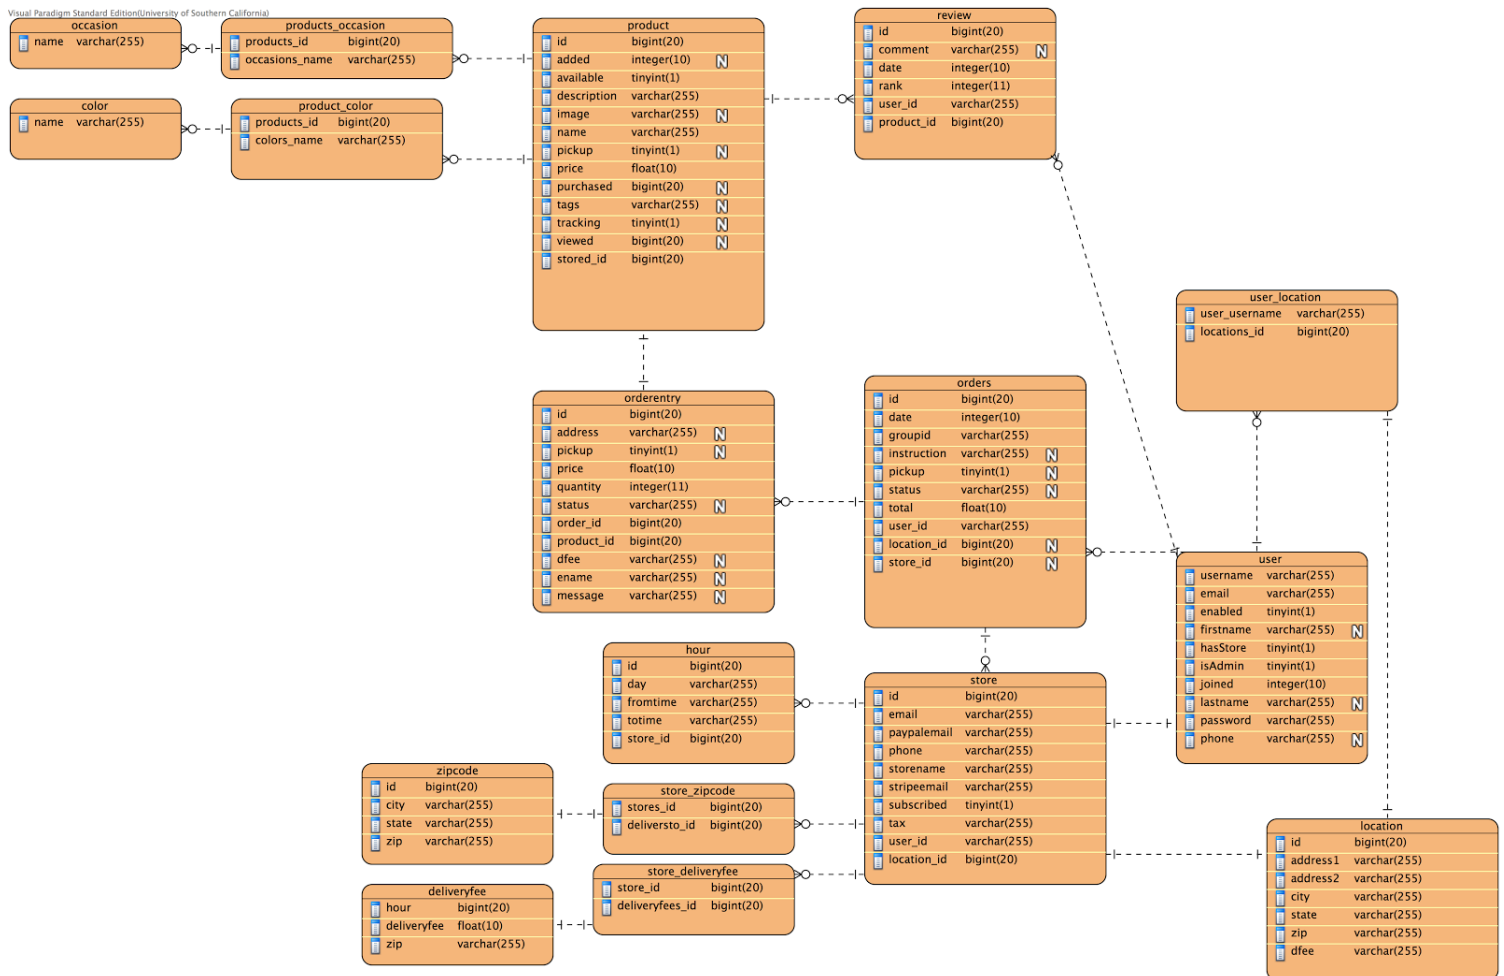 Visual Paradigm Standard Edition(University of Southern California)
occasion
name varchar(255)
products_occasion
products_id bigint(20)
occasions_name varchar(255)
color
name varchar(255)
product_color
products_id bigint(20)
colors_name varchar(255)
product
id bigint(20)
added integer(10) N
available tinyint(1)
description varchar(255)
image varchar(255) N
name varchar(255)
pickup tinyint(1) N
price float(10)
purchased bigint(20) N
tags varchar(255) N
tracking tinyint(1) N
viewed bigint(20) N
stored_id bigint(20)
review
id bigint(20)
comment varchar(255) N
date integer(10)
rank integer(11)
user_id varchar(255)
product_id bigint(20)
user_location
user_username varchar(255)
locations_id bigint(20)
orderentry
id bigint(20)
address varchar(255) N
pickup tinyint(1) N
price float(10)
quantity integer(11)
status varchar(255) N
order_id bigint(20)
product_id bigint(20)
dfee varchar(255) N
ename varchar(255) N
message varchar(255) N
orders
id bigint(20)
date integer(10)
groupid varchar(255)
instruction varchar(255) N
pickup tinyint(1) N
status varchar(255) N
total float(10)
user_id varchar(255)
location_id bigint(20) N
store_id bigint(20) N
user
username varchar(255)
email varchar(255)
enabled tinyint(1)
firstname varchar(255) N
hasStore tinyint(1)
isAdmin tinyint(1)
joined integer(10)
lastname varchar(255) N
password varchar(255)
phone varchar(255) N
hour
id bigint(20)
day varchar(255)
fromtime varchar(255)
totime varchar(255)
store_id bigint(20)
store
id bigint(20)
email varchar(255)
paypalemail varchar(255)
phone varchar(255)
storename varchar(255)
stripeemail varchar(255)
subscribed tinyint(1)
tax varchar(255)
user_id varchar(255)
location_id bigint(20)
zipcode
id bigint(20)
city varchar(255)
state varchar(255)
zip varchar(255)
store_zipcode
stores_id bigint(20)
deliversto_id bigint(20)
store_deliveryfee
store_id bigint(20)
deliveryfees_id bigint(20)
deliveryfee
hour bigint(20)
deliveryfee float(10)
zip varchar(255)
location
id bigint(20)
address1 varchar(255)
address2 varchar(255)
city varchar(255)
state varchar(255)
zip varchar(255)
dfee varchar(255)